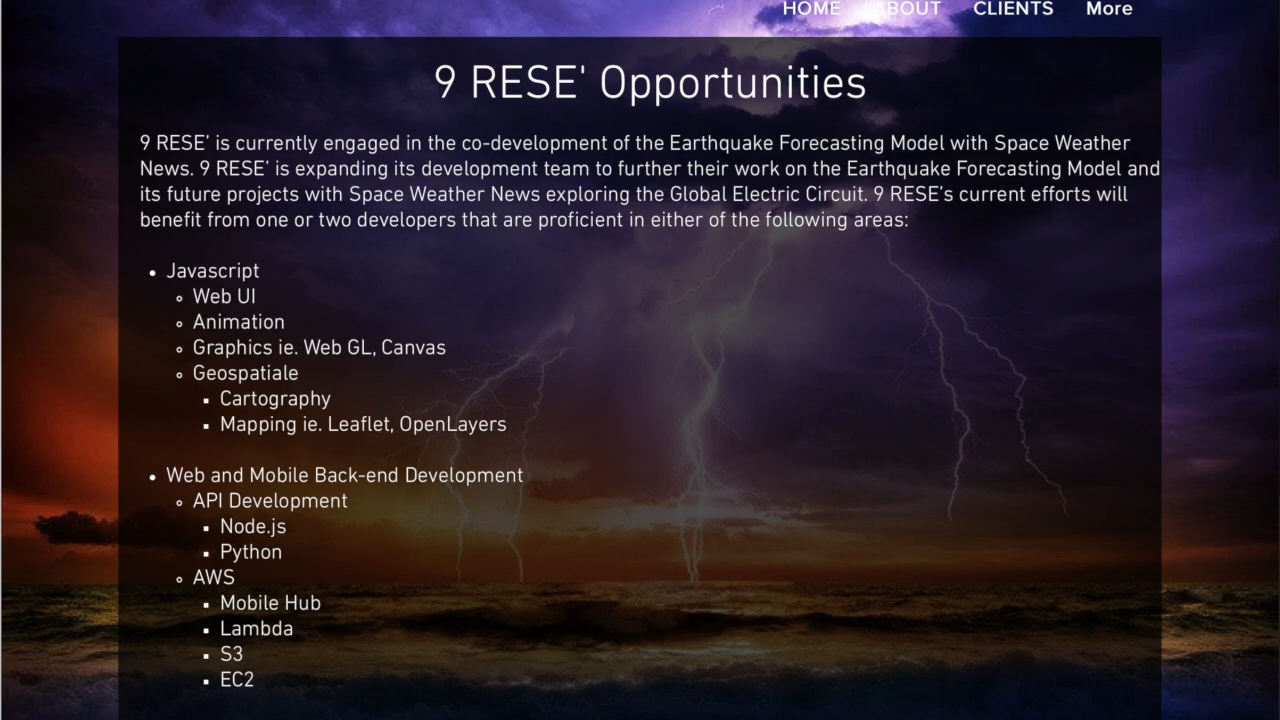 HOME ABOUT CLIENTS More
9 RESE' Opportunities
9 RESE' is currently engaged in the co-development of the Earthquake Forecasting Model with Space Weather
News. 9 RESE' is expanding its development team to further their work on the Earthquake Forecasting Model and
its future projects with Space Weather News exploring the Global Electric Circuit. 9 RESE's current efforts will
benefit from one or two developers that are proficient in either of the following areas:
• Javascript
◦ Web UI
◦ Animation
◦ Graphics ie. Web GL, Canvas
◦ Geospatiale
▪ Cartography
▪ Mapping ie. Leaflet, OpenLayers
• Web and Mobile Back-end Development
◦ API Development
▪ Node.js
▪ Python
◦ AWS
▪ Mobile Hub
▪ Lambda
▪ S3
▪ EC2